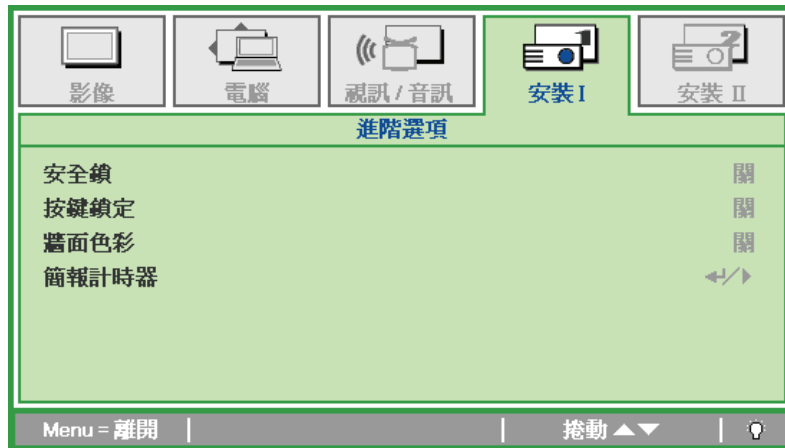 影像
電腦
視訊 / 音訊
安裝 I
安裝 II
進階選項
安全鎖 關
按鍵鎖定 關
牆面色彩 關
簡報計時器
Menu = 離開 捲動